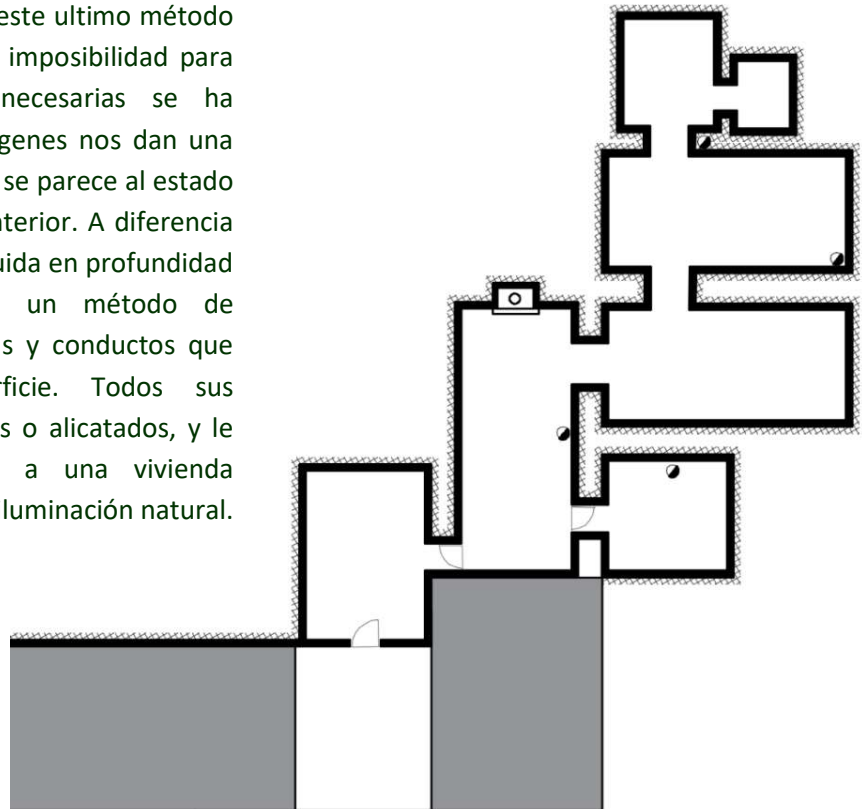 este ultimo método
imposibilidad para
necesarias se ha
genes nos dan una
se parece al estado
nterior. A diferencia
uida en profundidad
un método de
s y conductos que
rficie. Todos sus
s o alicatados, y le
a una vivienda
luminación natural.